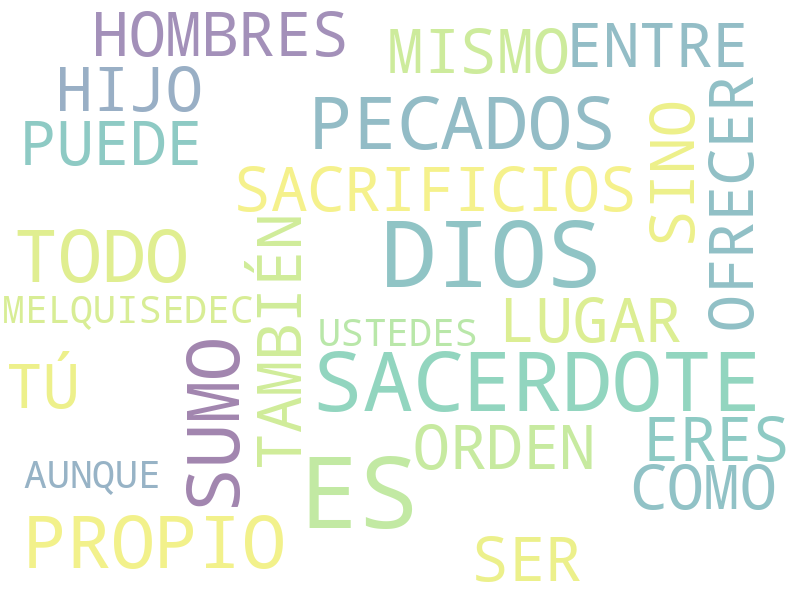 HOMBRES
MISMO
ENTRE
HIJO
PUEDE
PECADOS
SINO
OFRECER
SACRIFICIOS
TODO
DIOS
TAMBIÉN
MELQUISEDEC
USTEDES
LUGAR
SUMO
SACERDOTE
TÚ
ORDEN
ERES
AUNQUE
ES
COMO
PROPIO
SER